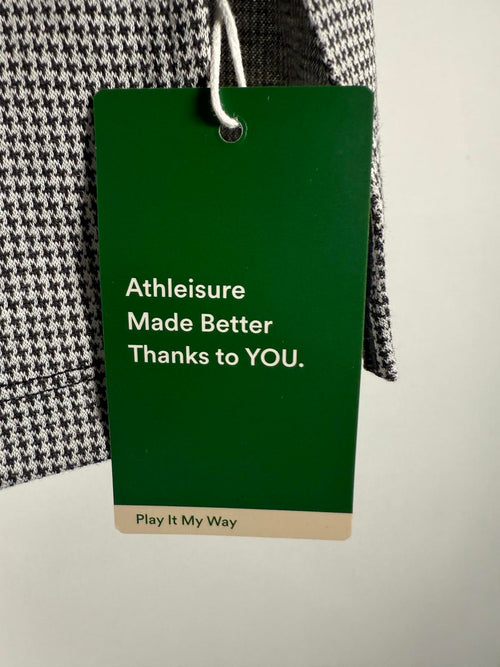 Athleisure
Made Better
Thanks to YOU.
Play It My Way